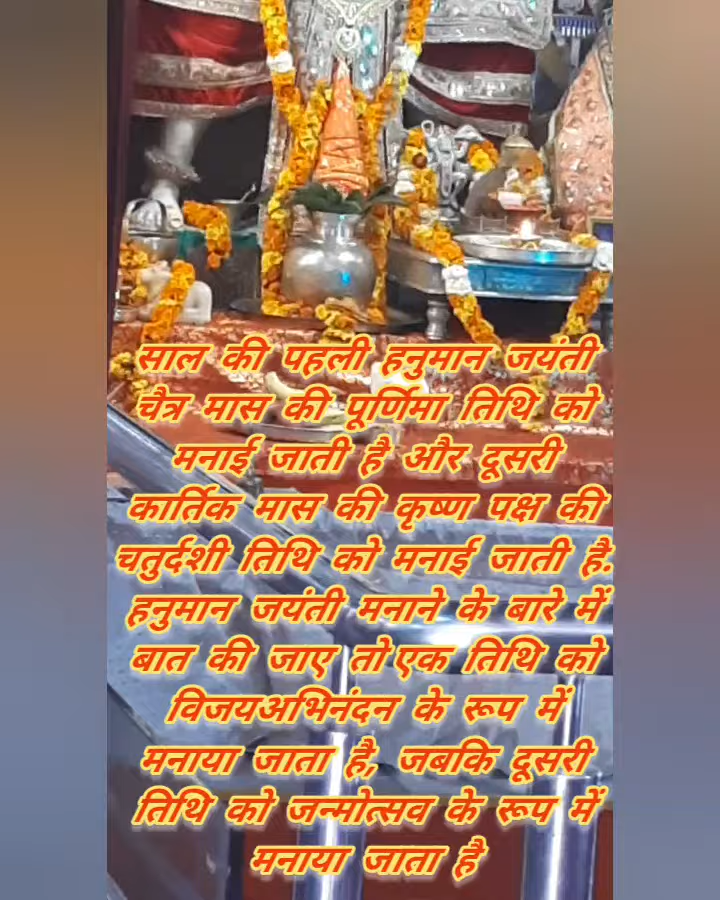 साल की पहली हनुमान जयंती
चैत्र मास की पूर्णिमा तिथि को
मनाई जाती है और दूसरी
कार्तिक मास की कृष्ण पक्ष की
चतुर्दशी तिथि को मनाई जाती है.
हनुमान जयंती मनाने के बारे में
बात की जाए तो एक तिथि को
विजयअभिनंदन के रूप में
मनाया जाता है, जबकि दूसरी
तिथि को जन्मोत्सव के रूप में
मनाया जाता है